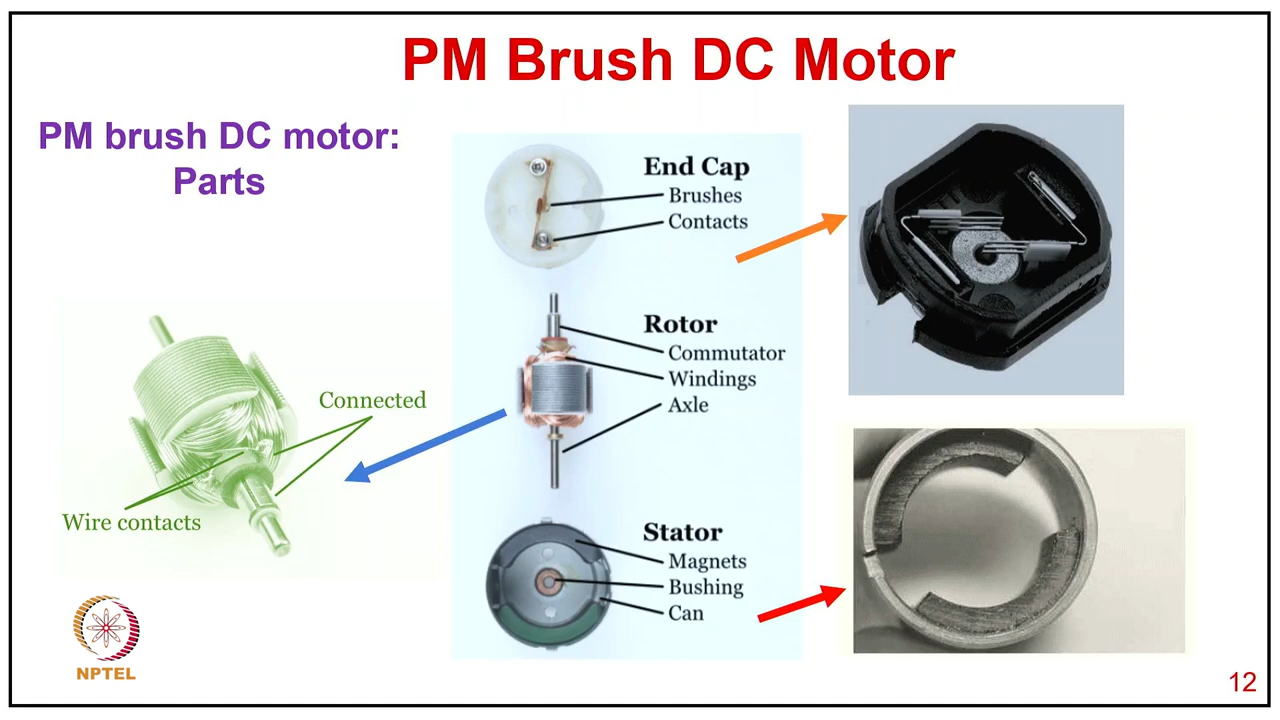 PM Brush DC Motor
PM brush DC motor:
Parts
End Cap
Brushes
Contacts
Rotor
Commutator
Windings
Axle
Connected
Wire contacts
Stator
Magnets
Bushing
Can
NPTEL
12